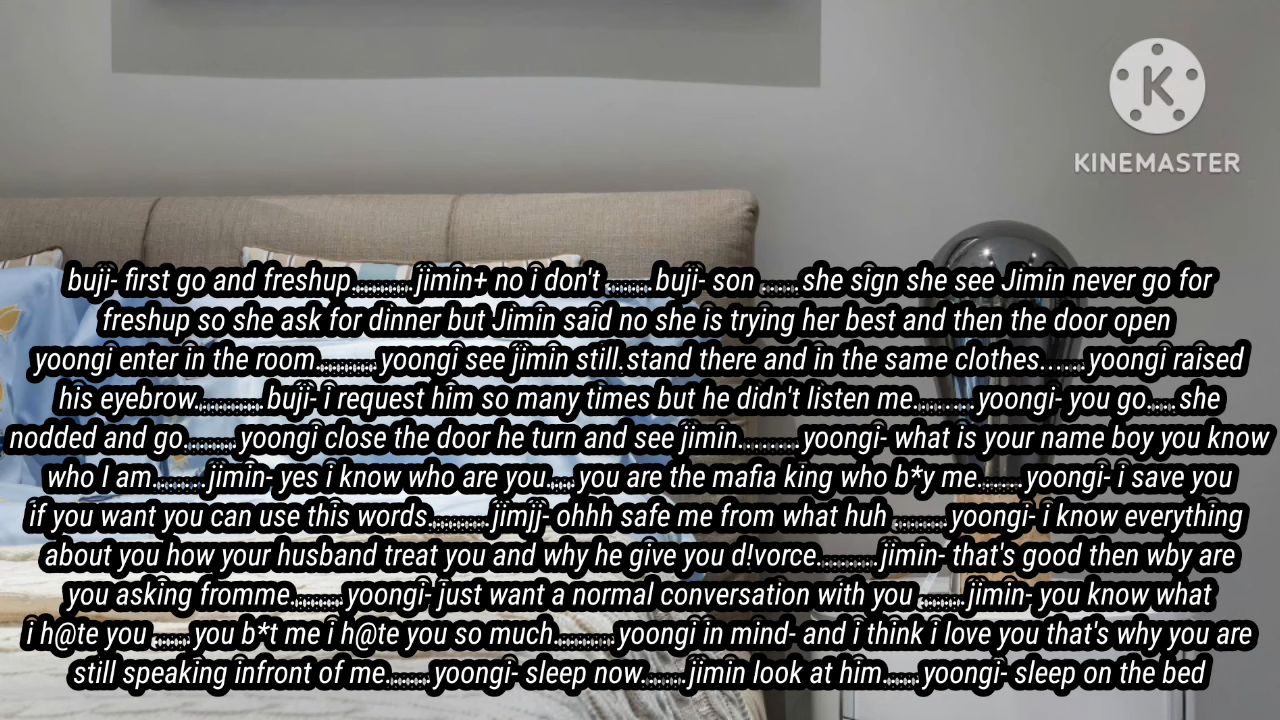 KINEMASTER
buji- first go and freshup..........jimin+ no i don't ........ buji- son ...... she sign she see Jimin never go for
freshup so she ask for dinner but Jimin said no she is trying her best and then the door open
yoongi enter in the room..........yoongi see jimin still.stand there and in the same clothes.......yoongi raised
his eyebrow...........buji- i request him so many times but he didn't listen me..........yoongi- you go.....she
nodded and go........yoongi close the door he turn and see jimin..........yoongi- what is your name boy you know
who I am.........jimin- yes i know who are you.....you are the mafia king who b*y me.......yoongi- i save you
if you want you can use this words..........jimjj- ohhh safe me from what huh .........yoongi- i know everything
about you how your husband treat you and why he give you d!vorce..........jimin- that's good then wby are
you asking fromme.........yoongi- just want a normal conversation with you ........jimin- you know what
i h@te you ......you b*t me i h@te you so much..........yoongi in mind- and i think i love you that's why you are
still speaking infront of me........yoongi- sleep now.......jimin look at him......yoongi- sleep on the bed